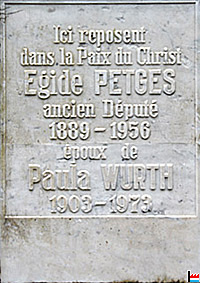 Ici reposent
dans la Paix du Christ
Egide PETGES
ancien Député
1889-1956
époux de
Paula WURTH
1903-1973